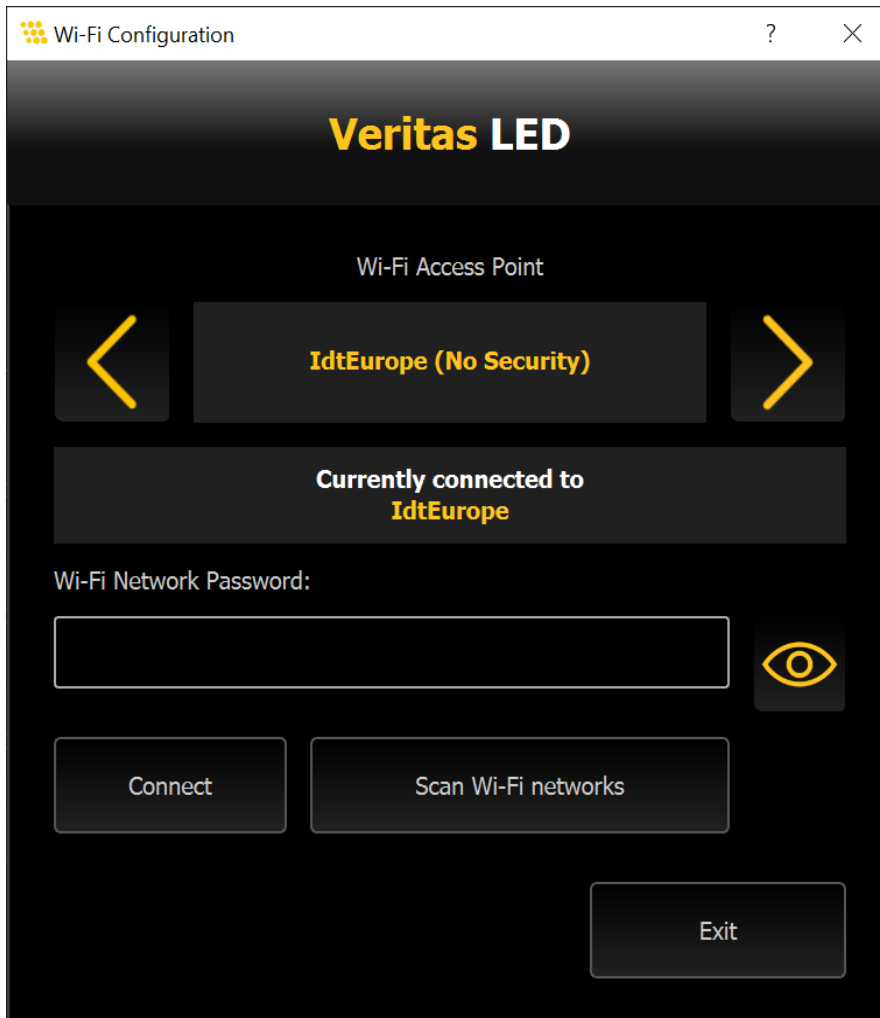 Wi-Fi Configuration ?
Veritas LED
Wi-Fi Access Point
IdtEurope (No Security)
Currently connected to
IdtEurope
Wi-Fi Network Password:
Connect Scan Wi-Fi networks
Exit